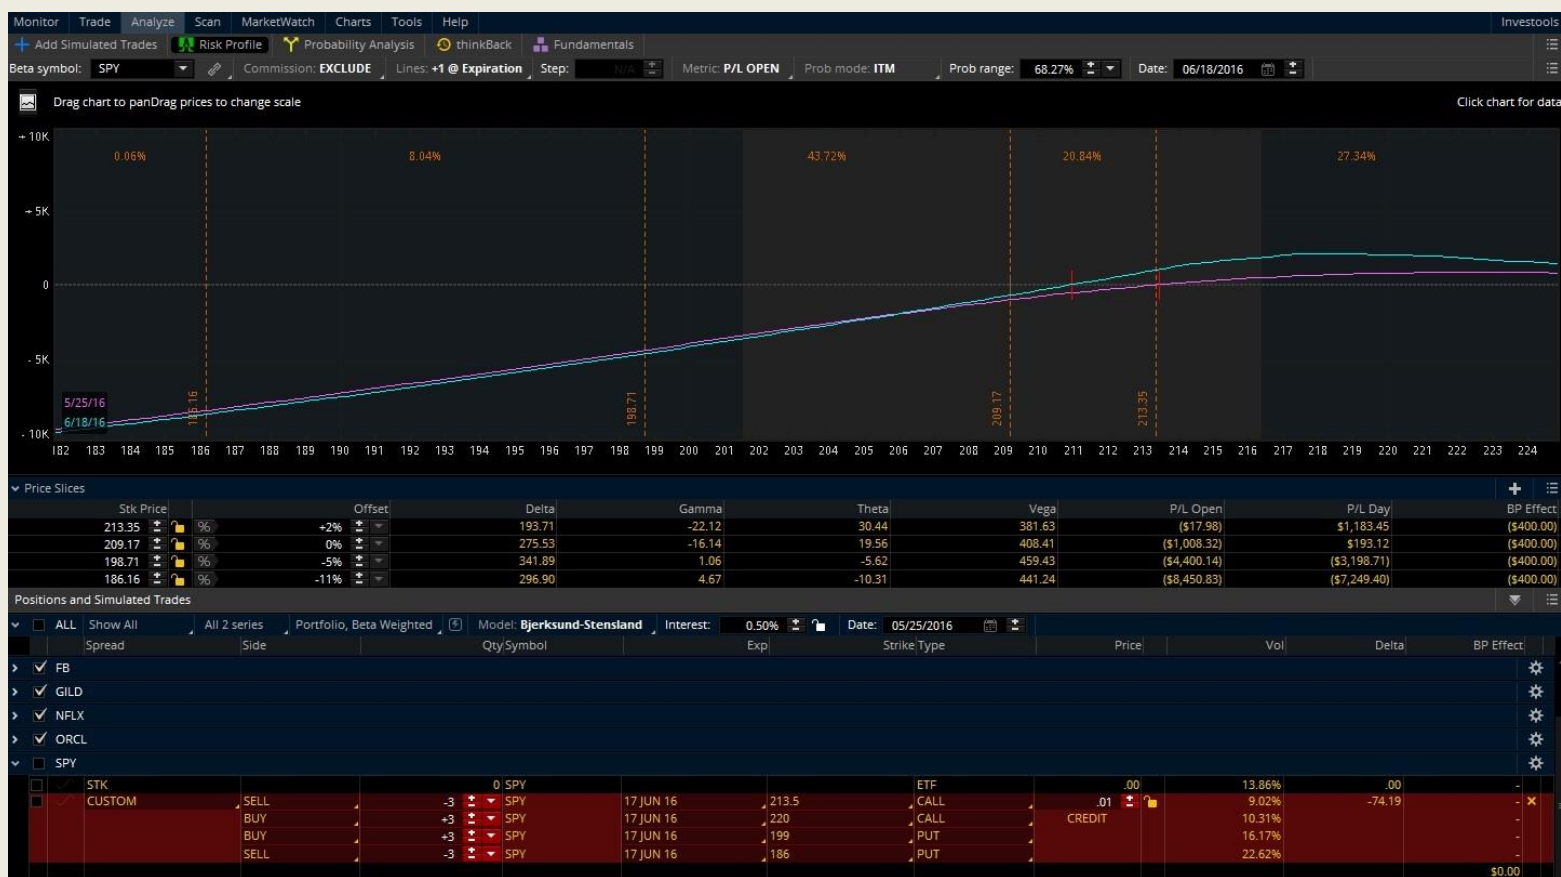 Monitor Trade Analyze Scan MarketWatch Charts Tools Help Investools
Add Simulated Trades Risk Profile Probability Analysis thinkBack Fundamentals
Beta symbol: SPY Commission: EXCLUDE Lines: +1 @ Expiration Step: N/A Metric: P/L OPEN Prob mode: ITM Prob range: 68.27% Date: 06/18/2016
Drag chart to panDrag prices to change scale Click chart for data
+ 10K
0.06% 8.04% 43.72% 20.84% 27.34%
+ 5K
0
- 5K
5/25/16
6/18/16
186.16 198.71 209.17 213.35
- 10K
182 183 184 185 186 187 188 189 190 191 192 193 194 195 196 197 198 199 200 201 202 203 204 205 206 207 208 209 210 211 212 213 214 215 216 217 218 219 220 221 222 223 224
Price Slices
Stk Price Offset Delta Gamma Theta Vega P/L Open P/L Day BP Effect
213.35 % +2% 193.71 -22.12 30.44 381.63 ($17.98) $1,183.45 ($400.00)
209.17 % 0% 275.53 -16.14 19.56 408.41 ($1,008.32) $193.12 ($400.00)
198.71 % -5% 341.89 1.06 -5.62 459.43 ($4,400.14) ($3,198.71) ($400.00)
186.16 % -11% 296.90 4.67 -10.31 441.24 ($8,450.83) ($7,249.40) ($400.00)
Positions and Simulated Trades
ALL Show All All 2 series Portfolio, Beta Weighted Model: Bjerksund-Stensland Interest: 0.50% Date: 05/25/2016
Spread Side Qty Symbol Exp Strike Type Price Vol Delta BP Effect
FB
GILD
NFLX
ORCL
SPY
STK 0 SPY ETF .00 13.86% .00 -
CUSTOM SELL -3 SPY 17 JUN 16 213.5 CALL .01 9.02% -74.19 -
BUY +3 SPY 17 JUN 16 220 CALL CREDIT 10.31% -
BUY +3 SPY 17 JUN 16 199 PUT 16.17% -
SELL -3 SPY 17 JUN 16 186 PUT 22.62% -
$0.00